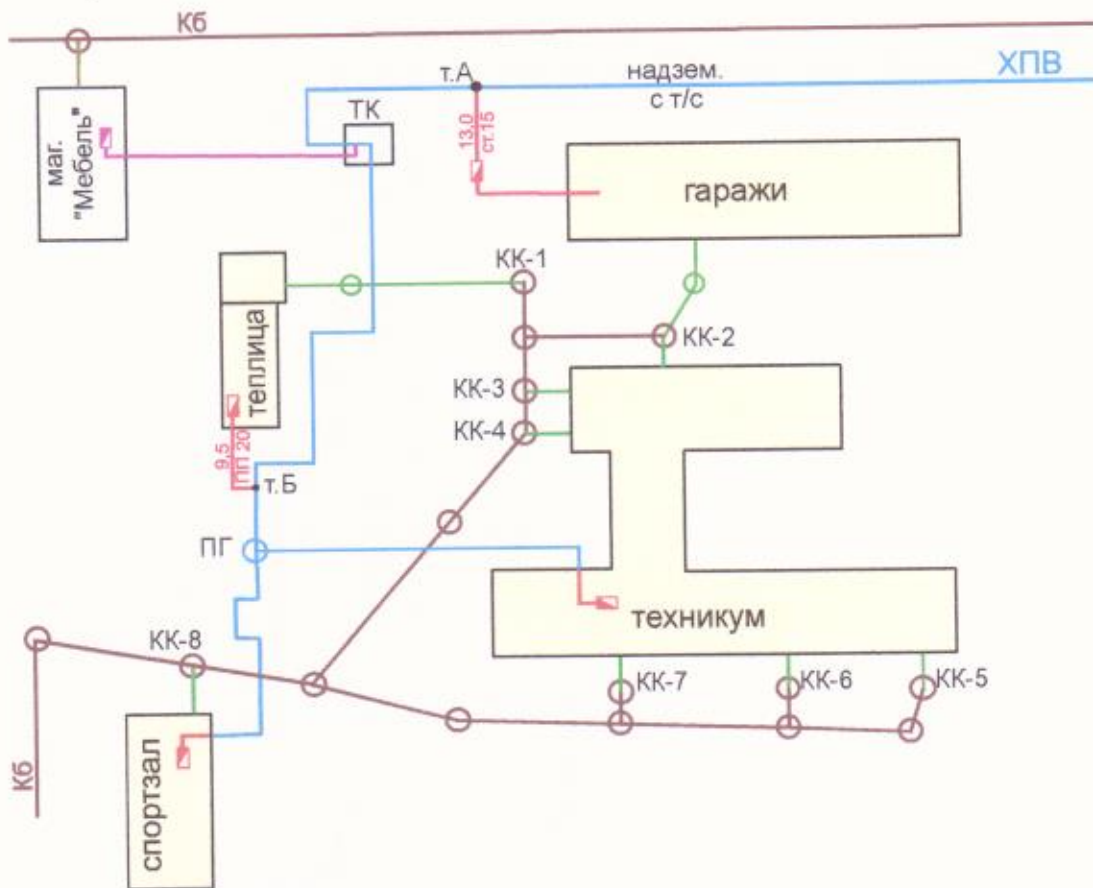 Кб
т.А
надзем.
с т/с
ХПВ
ТК
маг.
"Мебель"
13,0
ст.15
гаражи
КК-1
КК-2
теплица
КК-3
КК-4
9,5
ПП 20
т.Б
ПГ
техникум
КК-8
КК-7
КК-6
КК-5
Кб
спортзал